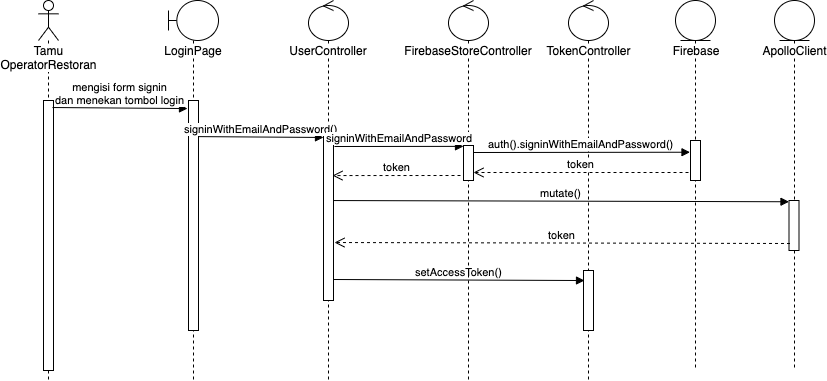 Tamu
OperatorRestoran
LoginPage
UserController
FirebaseStoreController
TokenController
Firebase
ApolloClient
mengisi form signin
dan menekan tombol login
signinWithEmailAndPassword()
signinWithEmailAndPassword
auth().signinWithEmailAndPassword()
token
token
mutate()
token
setAccessToken()